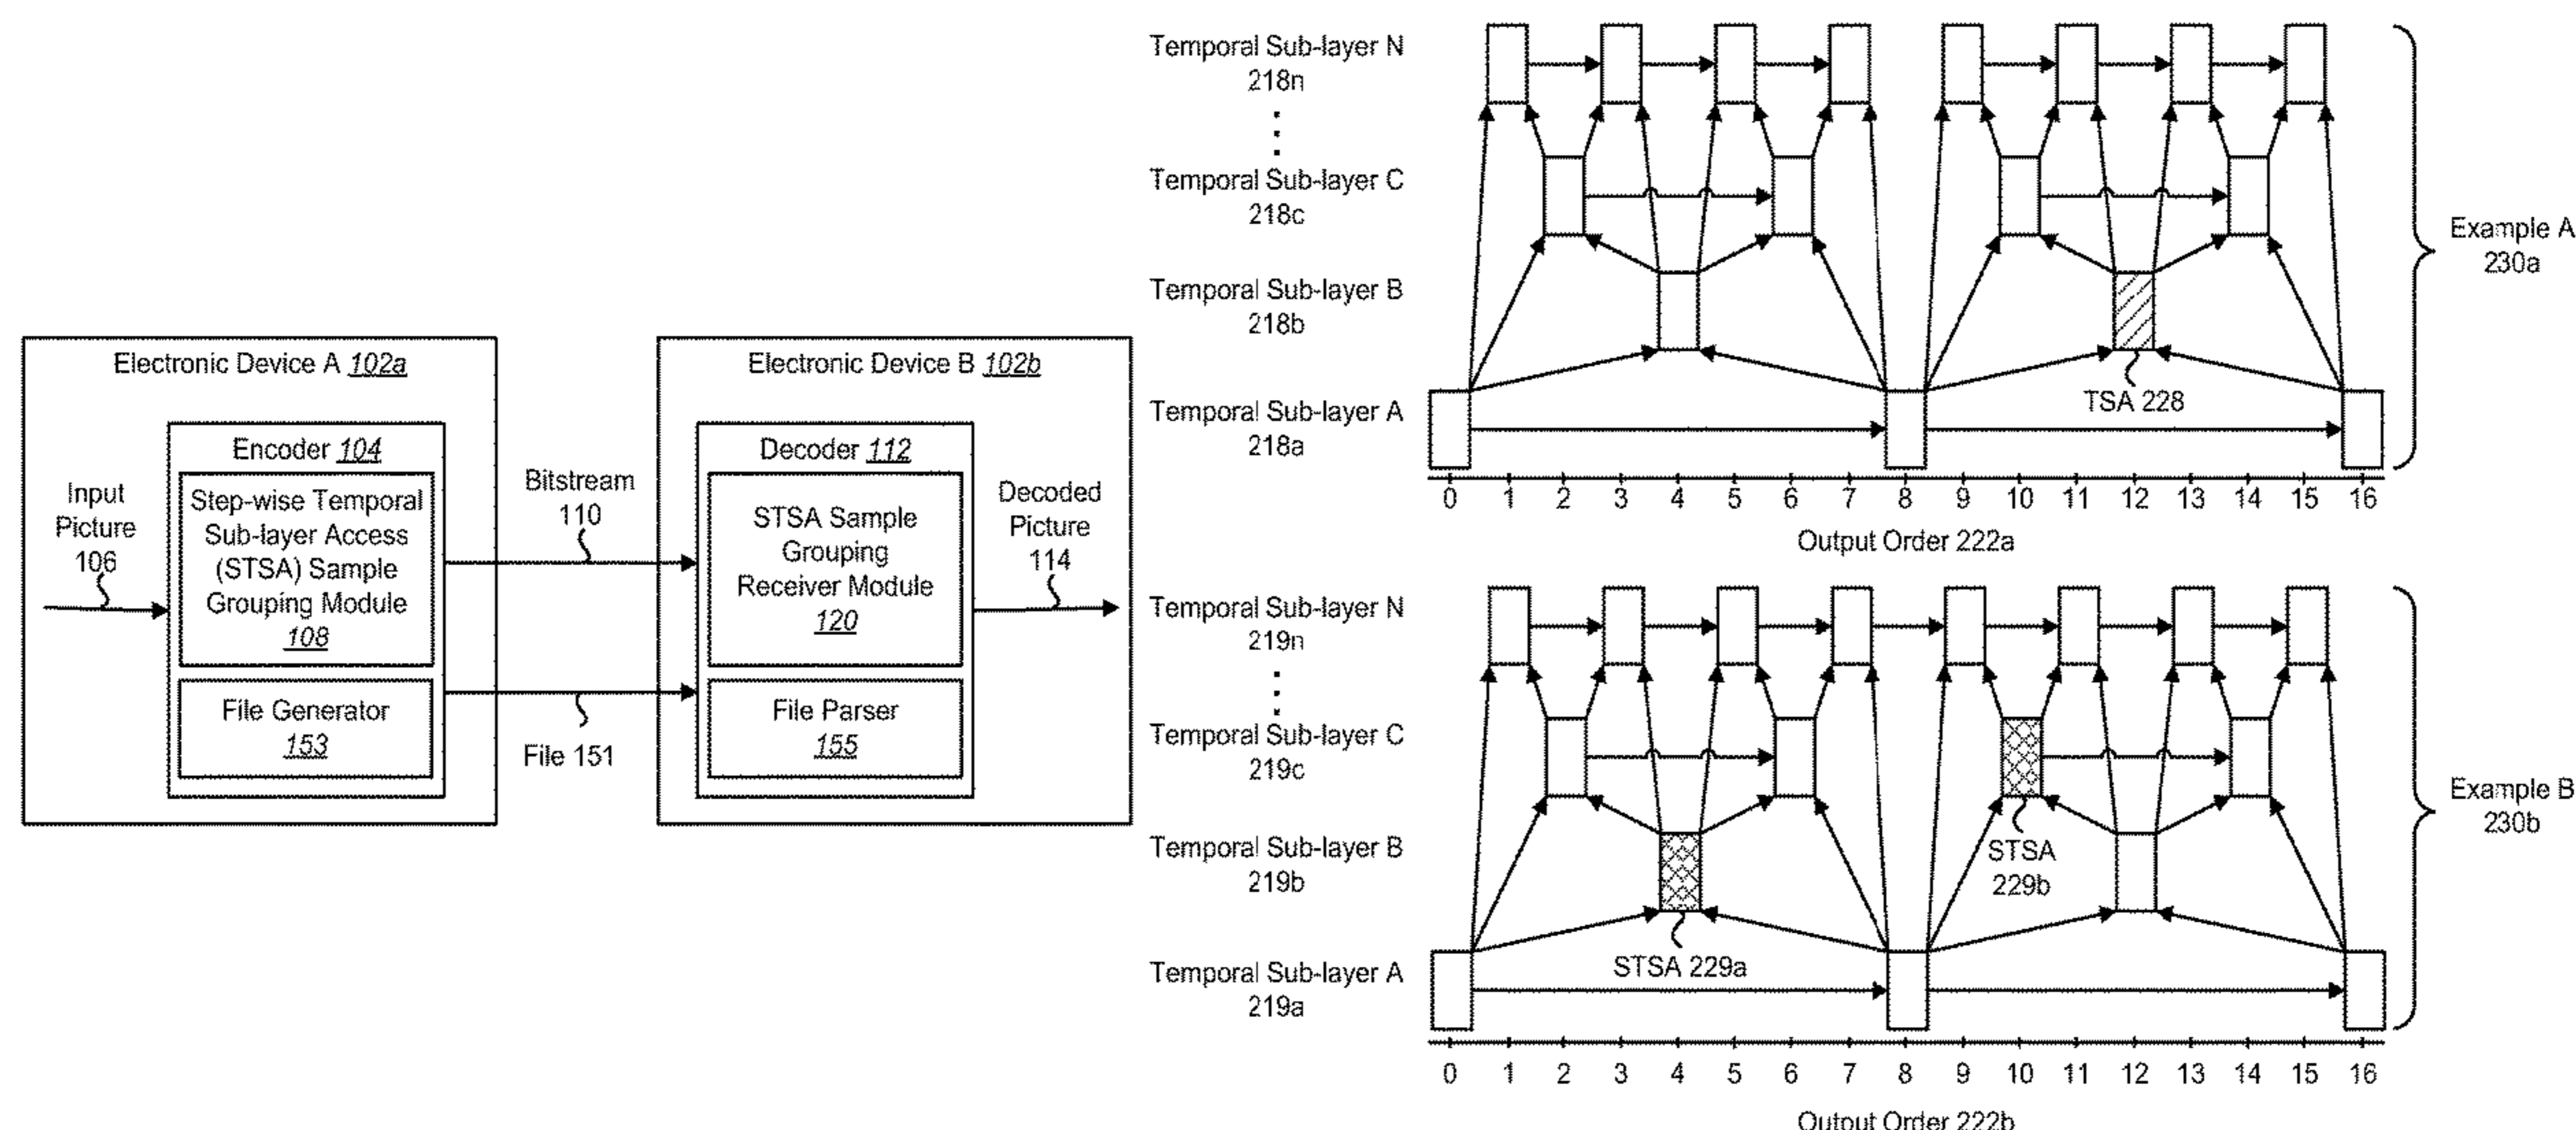 Electronic Device A 102a
Encoder 104
Step-wise Temporal
Sub-layer Access
(STSA) Sample
Grouping Module
108
File Generator
153
Input
Picture
106
Bitstream
110
File 151
Electronic Device B 102b
Decoder 112
STSA Sample
Grouping
Receiver Module
120
File Parser
155
Decoded
Picture
114
Temporal Sub-layer N
218n
Temporal Sub-layer C
218c
Temporal Sub-layer B
218b
Temporal Sub-layer A
218a
TSA 228
Example A
230a
0 1 2 3 4 5 6 7 8 9 10 11 12 13 14 15 16
Output Order 222a
Temporal Sub-layer N
219n
Temporal Sub-layer C
219c
Temporal Sub-layer B
219b
Temporal Sub-layer A
219a
STSA 229a
STSA
229b
Example B
230b
0 1 2 3 4 5 6 7 8 9 10 11 12 13 14 15 16
Output Order 222b